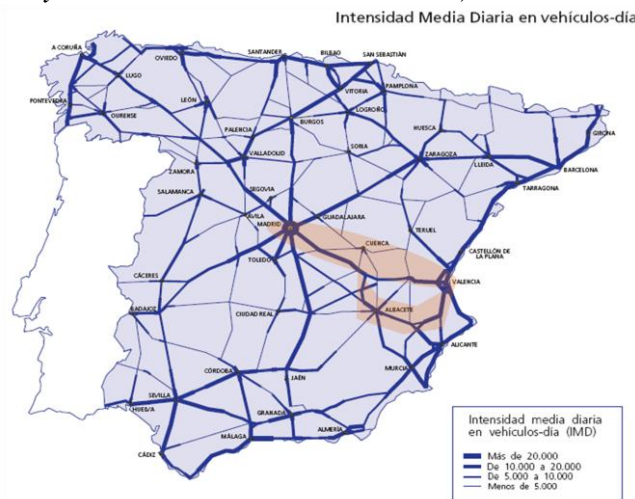 Intensidad Media Diaria en vehículos-día
A CORUÑA
OVIEDO
SANTANDER
BILBAO
SAN SEBASTIÁN
LUGO
VITORIA
PAMPLONA
PONTEVEDRA
OURENSE
LEÓN
LOGROÑO
BURGOS
HUESCA
GIRONA
PALENCIA
VALLADOLID
SORIA
ZARAGOZA
LLEIDA
BARCELONA
ZAMORA
TARRAGONA
SALAMANCA
SEGOVIA
ÁVILA
GUADALAJARA
MADRID
TERUEL
CUENCA
CASTELLÓN
DE LA PLANA
TOLEDO
VALENCIA
CÁCERES
BADAJOZ
CIUDAD REAL
ALBACETE
ALICANTE
MURCIA
CÓRDOBA
JAÉN
SEVILLA
HUELVA
GRANADA
ALMERÍA
MÁLAGA
CÁDIZ
Intensidad media diaria
en vehículos-día (IMD)
Más de 20.000
De 10.000 a 20.000
De 5.000 a 10.000
Menos de 5.000